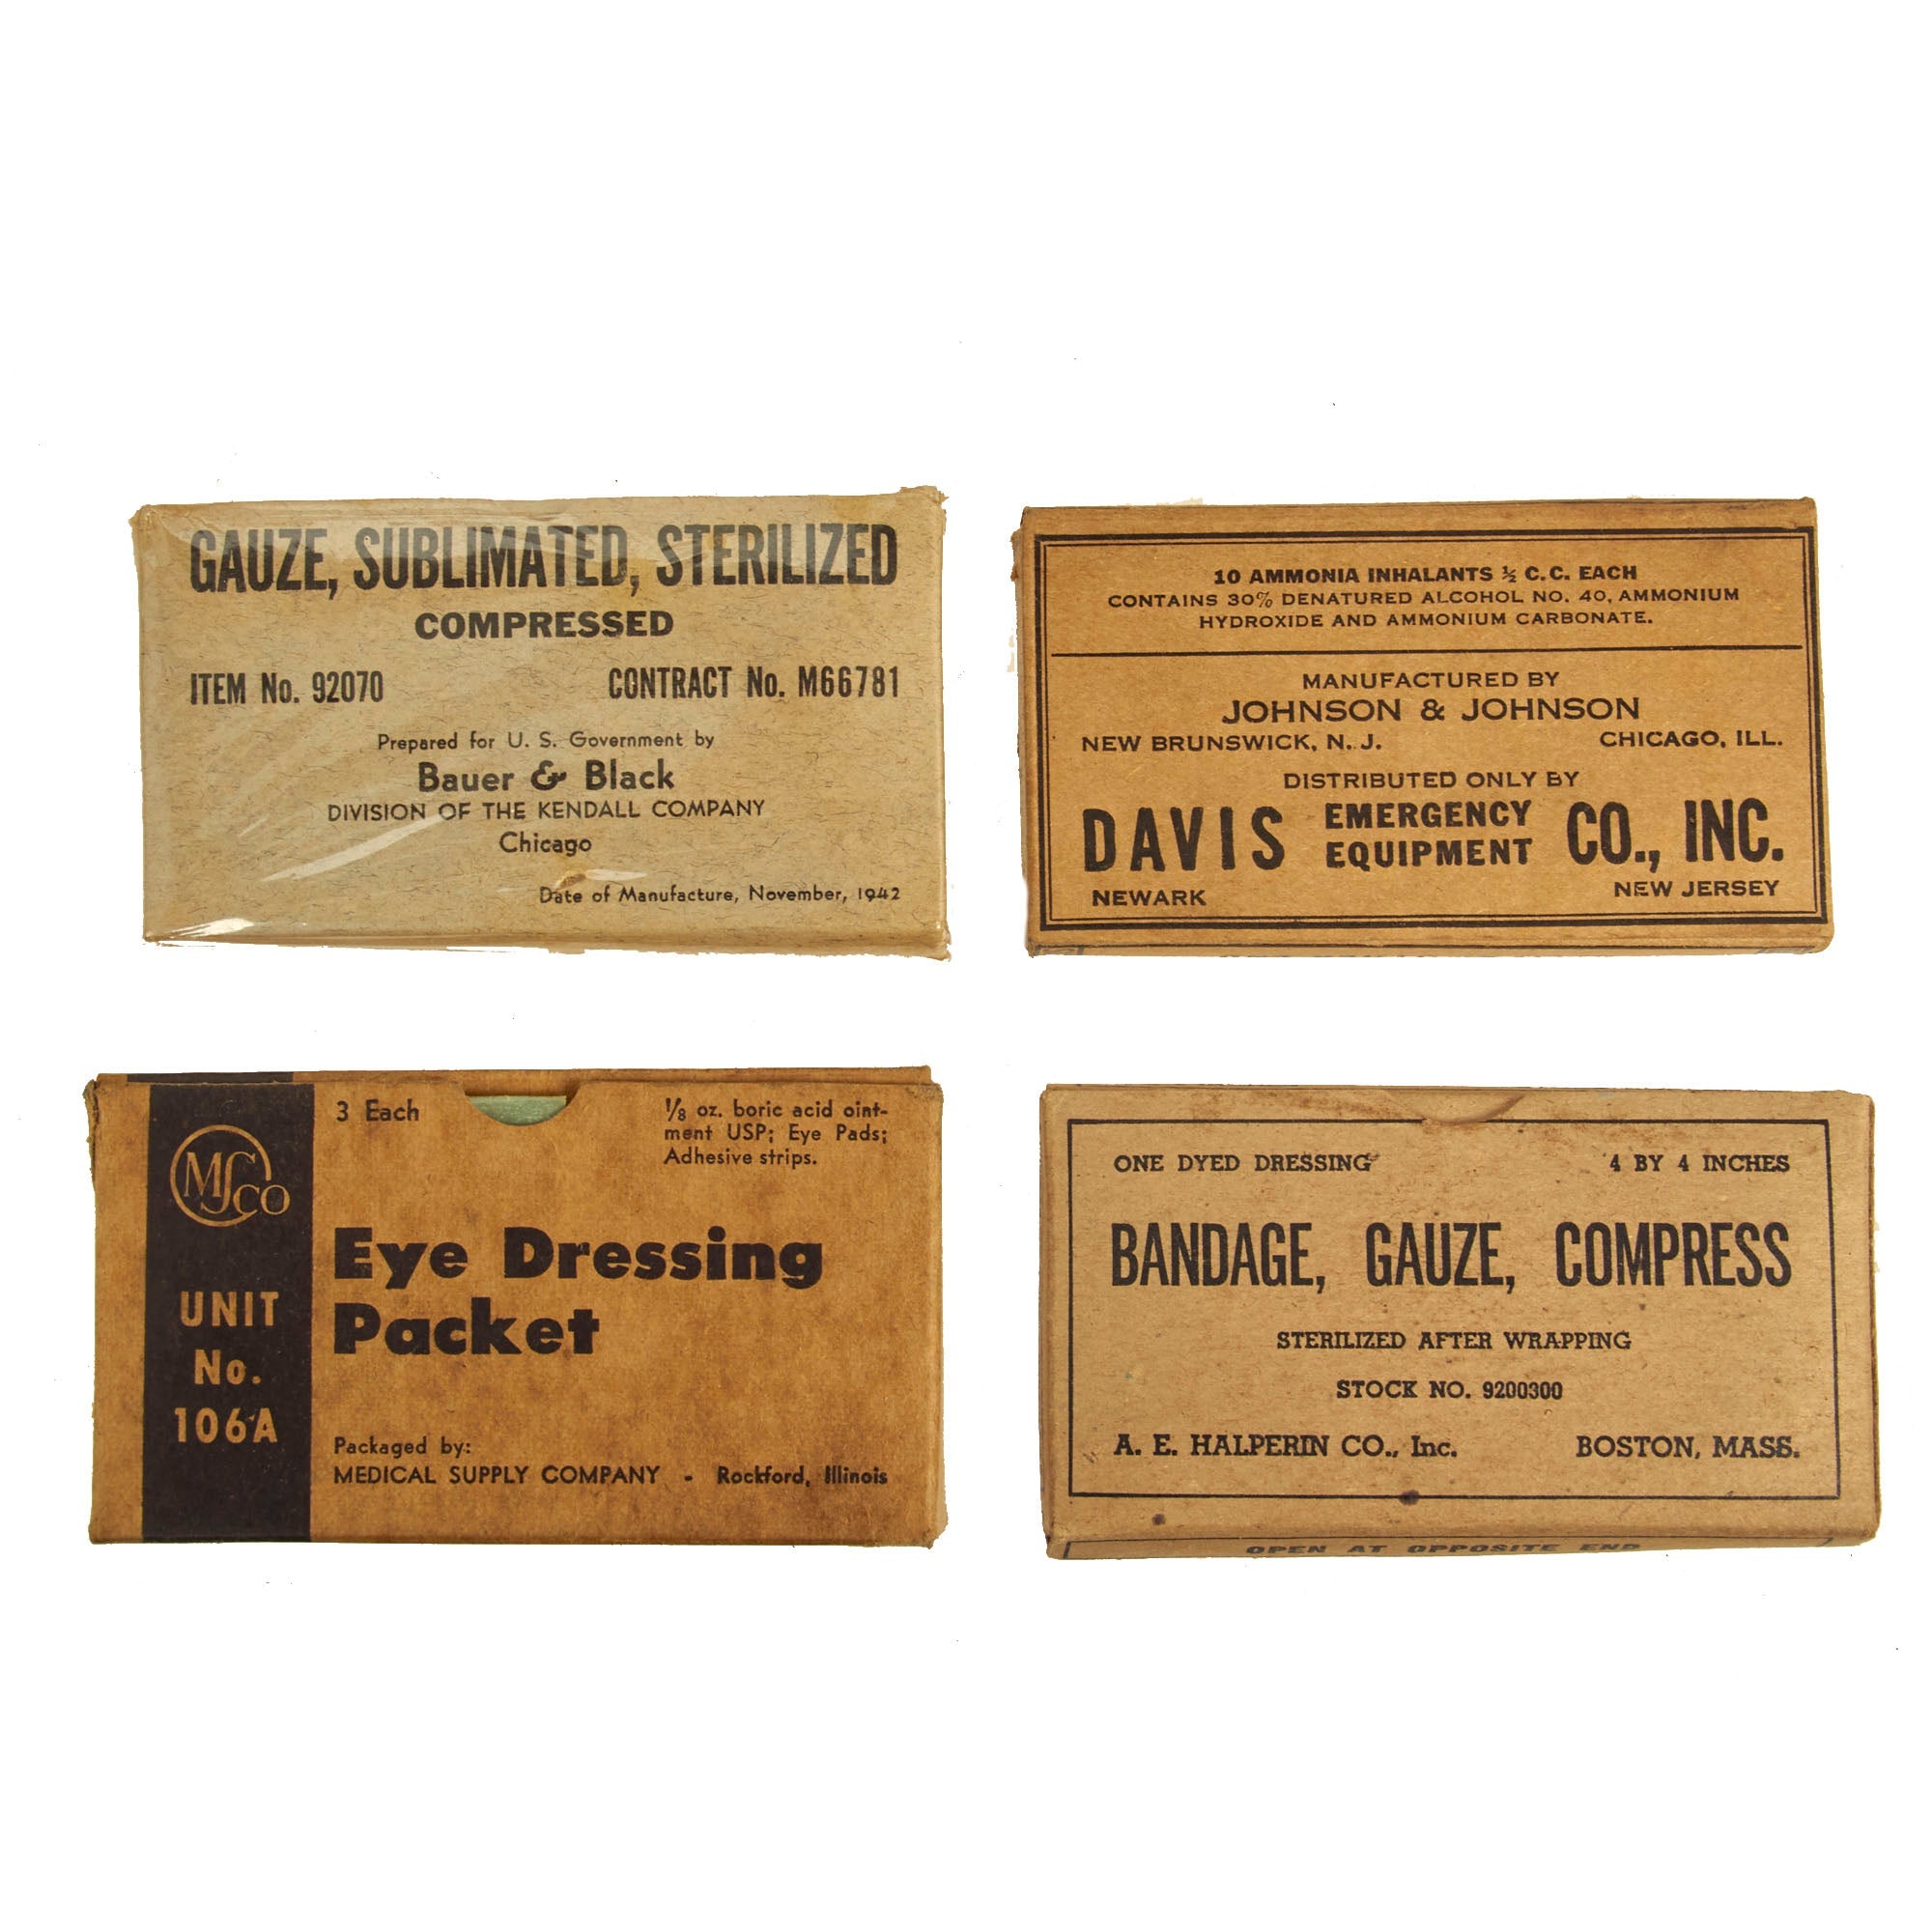 GAUZE, SUBLIMATED, STERILIZED
COMPRESSED
ITEM No. 92070 CONTRACT No. M66781
Prepared for U. S. Government by
Bauer & Black
DIVISION OF THE KENDALL COMPANY
Chicago
Date of Manufacture, November, 1942
10 AMMONIA INHALANTS ½ C.C. EACH
CONTAINS 30% DENATURED ALCOHOL NO. 40, AMMONIUM
HYDROXIDE AND AMMONIUM CARBONATE.
MANUFACTURED BY
JOHNSON & JOHNSON
NEW BRUNSWICK, N. J. CHICAGO, ILL.
DISTRIBUTED ONLY BY
DAVIS EMERGENCY EQUIPMENT CO., INC.
NEWARK NEW JERSEY
MSCO
UNIT
No.
106A
3 Each
1/8 oz. boric acid oint-
ment USP; Eye Pads;
Adhesive strips.
Eye Dressing
Packet
Packaged by:
MEDICAL SUPPLY COMPANY - Rockford, Illinois
ONE DYED DRESSING 4 BY 4 INCHES
BANDAGE, GAUZE, COMPRESS
STERILIZED AFTER WRAPPING
STOCK NO. 9200300
A. E. HALPERIN CO., Inc. BOSTON, MASS.
OPEN AT OPPOSITE END